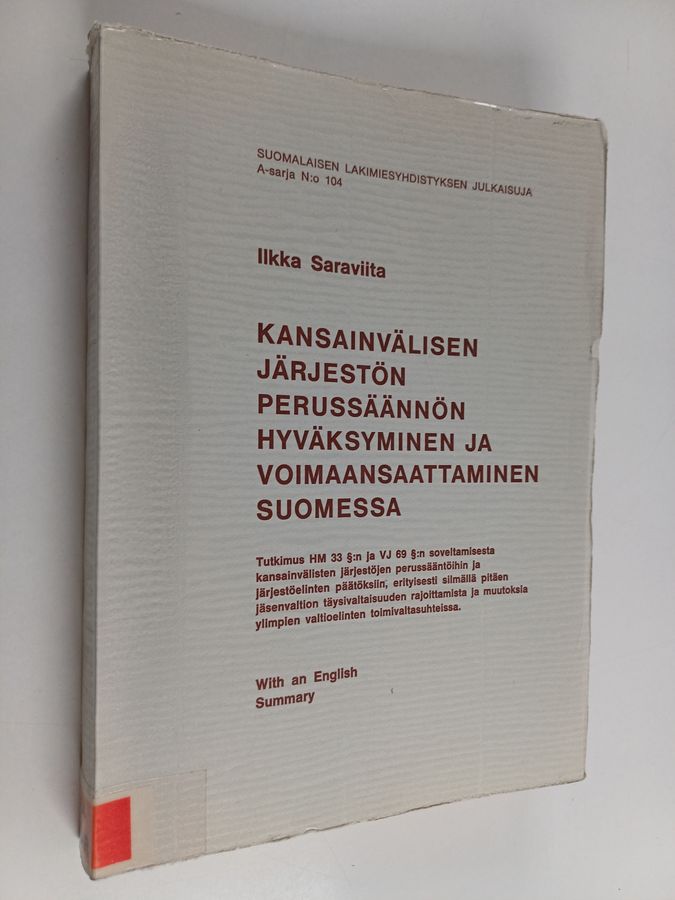 SUOMALAISEN LAKIMIESYHDISTYKSEN JULKAISUJA
A-sarja N:o 104
Ilkka Saraviita
KANSAINVÄLISEN
JÄRJESTÖN
PERUSSÄÄNNÖN
HYVÄKSYMINEN JA
VOIMAANSAATTAMINEN
SUOMESSA
Tutkimus HM 33 §:n ja VJ 69 §:n soveltamisesta
kansainvälisten järjestöjen perussääntöihin ja
järjestöelinten päätöksiin, erityisesti silmällä pitäen
jäsenvaltion täysivaltaisuuden rajoittamista ja muutoksia
ylimpien valtioelinten toimivaltasuhteissa.
With an English
Summary